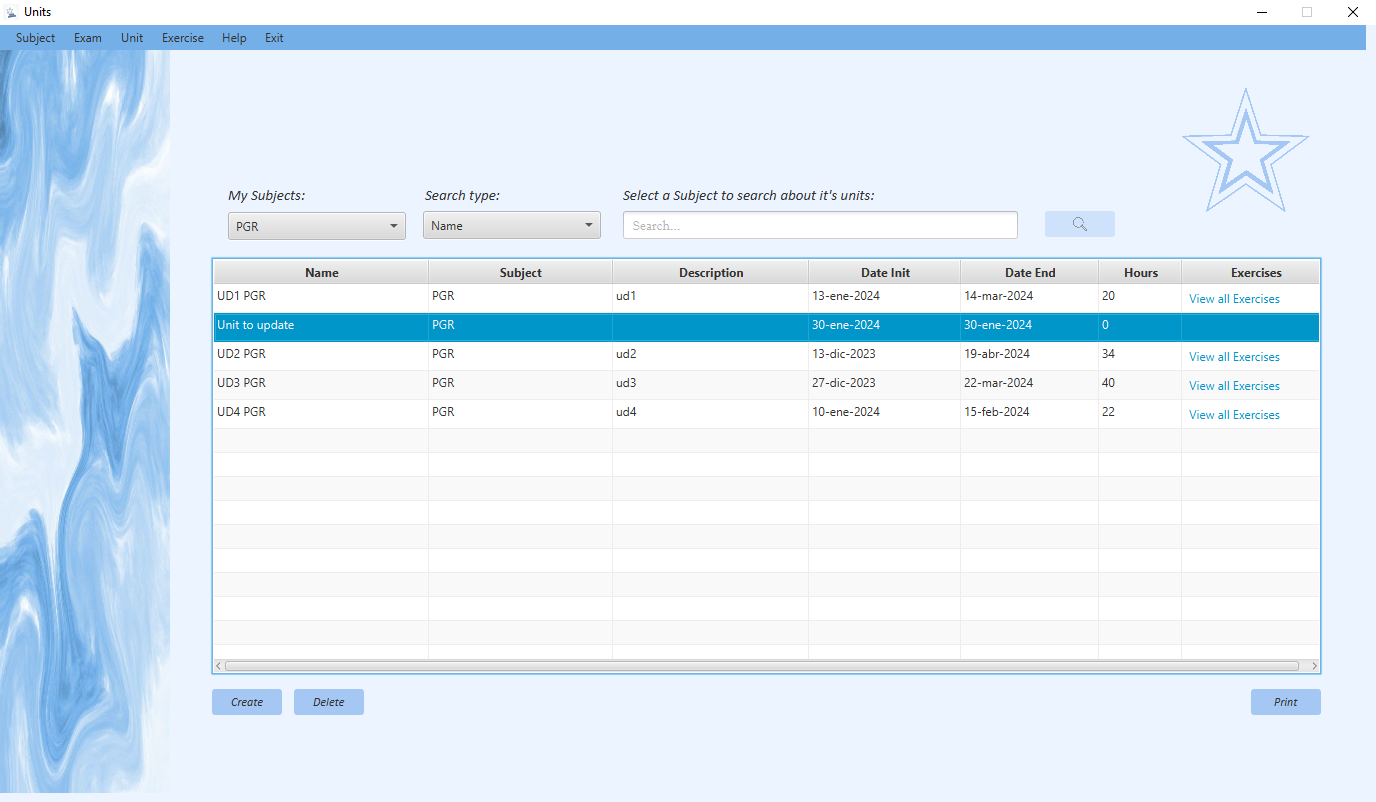 Units
Subject Exam Unit Exercise Help Exit
My Subjects: Search type: Select a Subject to search about it's units:
PGR Name Search...
Name Subject Description Date Init Date End Hours Exercises
UD1 PGR PGR ud1 13-ene-2024 14-mar-2024 20 View all Exercises
Unit to update PGR 30-ene-2024 30-ene-2024 0
UD2 PGR PGR ud2 13-dic-2023 19-abr-2024 34 View all Exercises
UD3 PGR PGR ud3 27-dic-2023 22-mar-2024 40 View all Exercises
UD4 PGR PGR ud4 10-ene-2024 15-feb-2024 22 View all Exercises
Create Delete Print